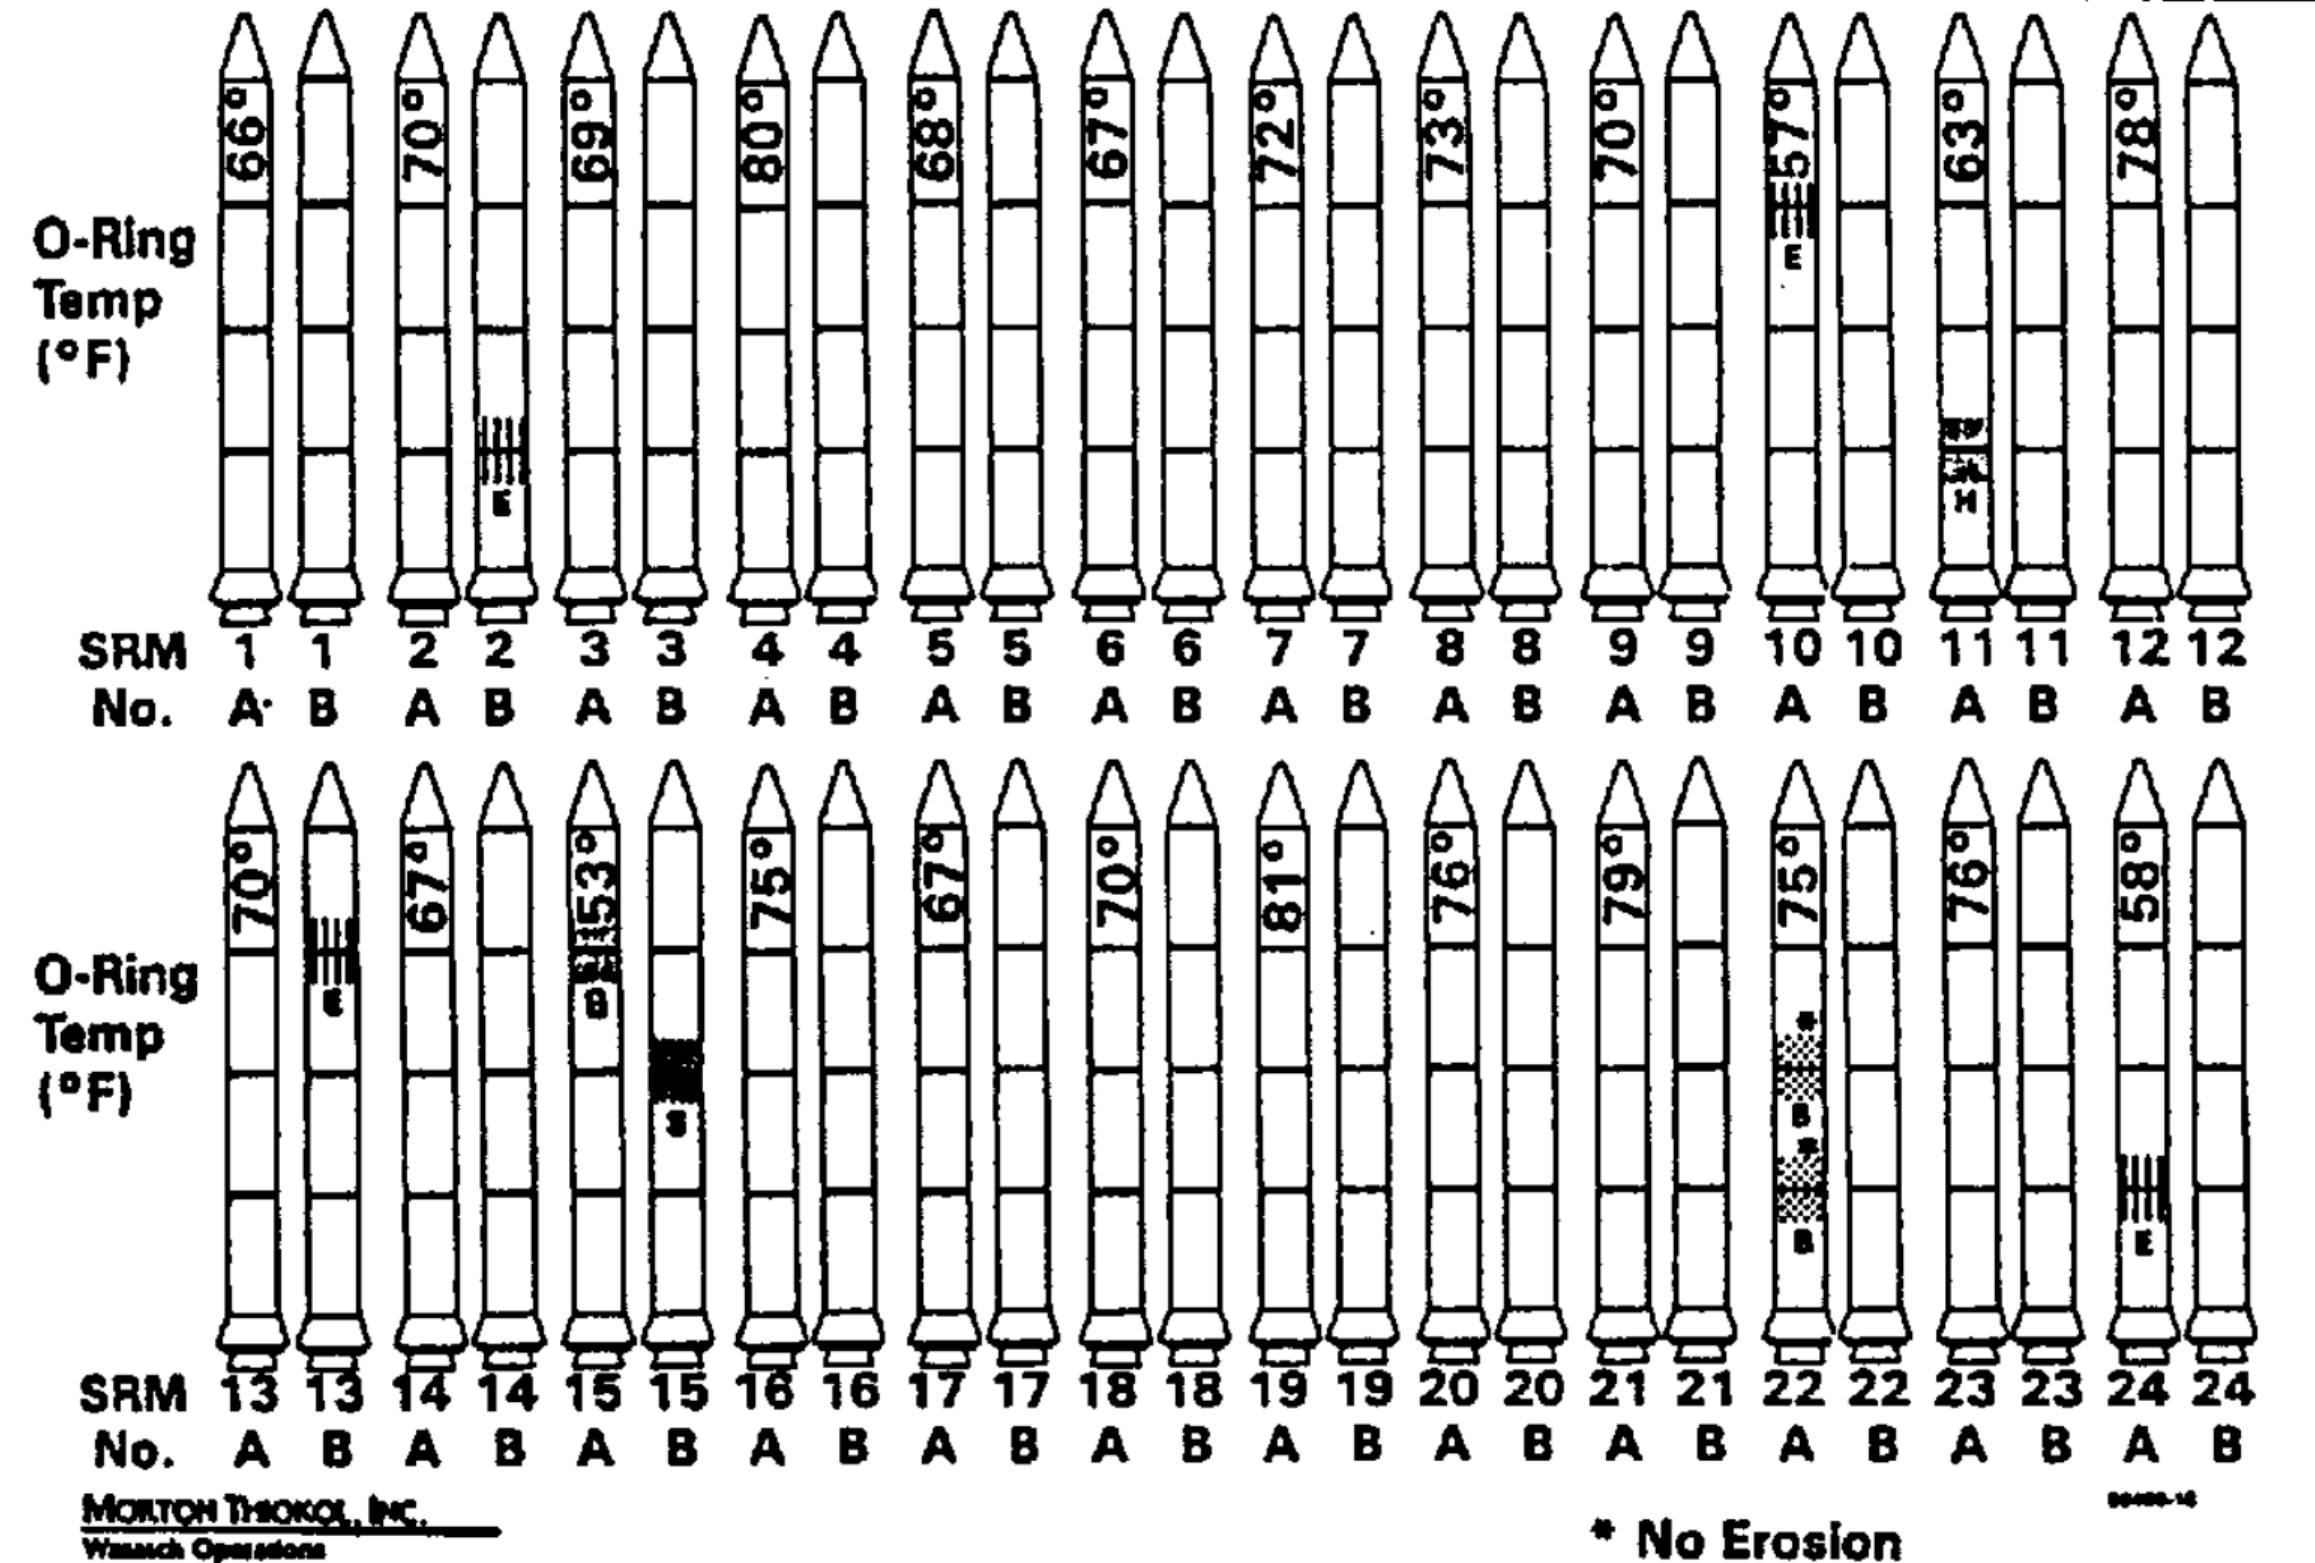 66° 70° 69° 80° 68° 67° 72° 73° 70° 57° 63° 78°
O-Ring
Temp
(°F)
E
E
H
SRM 1 1 2 2 3 3 4 4 5 5 6 6 7 7 8 8 9 9 10 10 11 11 12 12
No. A B A B A B A B A B A B A B A B A B A B A B A B
70° 67° 53° 75° 67° 70° 81° 76° 79° 75° 76° 58°
O-Ring
Temp
(°F)
E
B
*
S
B
*
B
E
SRM 13 13 14 14 15 15 16 16 17 17 18 18 19 19 20 20 21 21 22 22 23 23 24 24
No. A B A B A B A B A B A B A B A B A B A B A B A B
MORTON THIOKOL, INC.
Wasatch Operations
* No Erosion